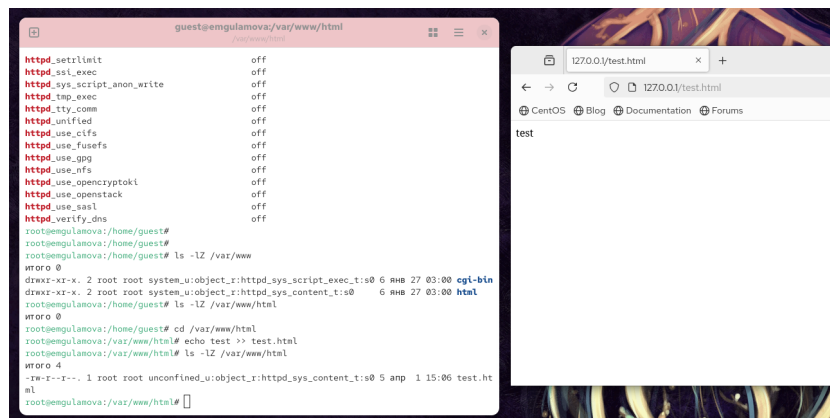 guest@emgulamova:/var/www/html
/var/www/html
httpd_setrlimit off
httpd_ssi_exec off
httpd_sys_script_anon_write off
httpd_tmp_exec off
httpd_tty_comm off
httpd_unified off
httpd_use_cifs off
httpd_use_fusefs off
httpd_use_gpg off
httpd_use_nfs off
httpd_use_opencryptoki off
httpd_use_openstack off
httpd_use_sasl off
httpd_verify_dns off
root@emgulamova:/home/guest#
root@emgulamova:/home/guest#
root@emgulamova:/home/guest# ls -lZ /var/www
итого 0
drwxr-xr-x. 2 root root system_u:object_r:httpd_sys_script_exec_t:s0 6 янв 27 03:00 cgi-bin
drwxr-xr-x. 2 root root system_u:object_r:httpd_sys_content_t:s0 6 янв 27 03:00 html
root@emgulamova:/home/guest# ls -lZ /var/www/html
итого 0
root@emgulamova:/home/guest# cd /var/www/html
root@emgulamova:/var/www/html# echo test >> test.html
root@emgulamova:/var/www/html# ls -lZ /var/www/html
итого 4
-rw-r--r--. 1 root root unconfined_u:object_r:httpd_sys_content_t:s0 5 апр 1 15:06 test.ht
ml
root@emgulamova:/var/www/html#
127.0.0.1/test.html
127.0.0.1/test.html
CentOS Blog Documentation Forums
test